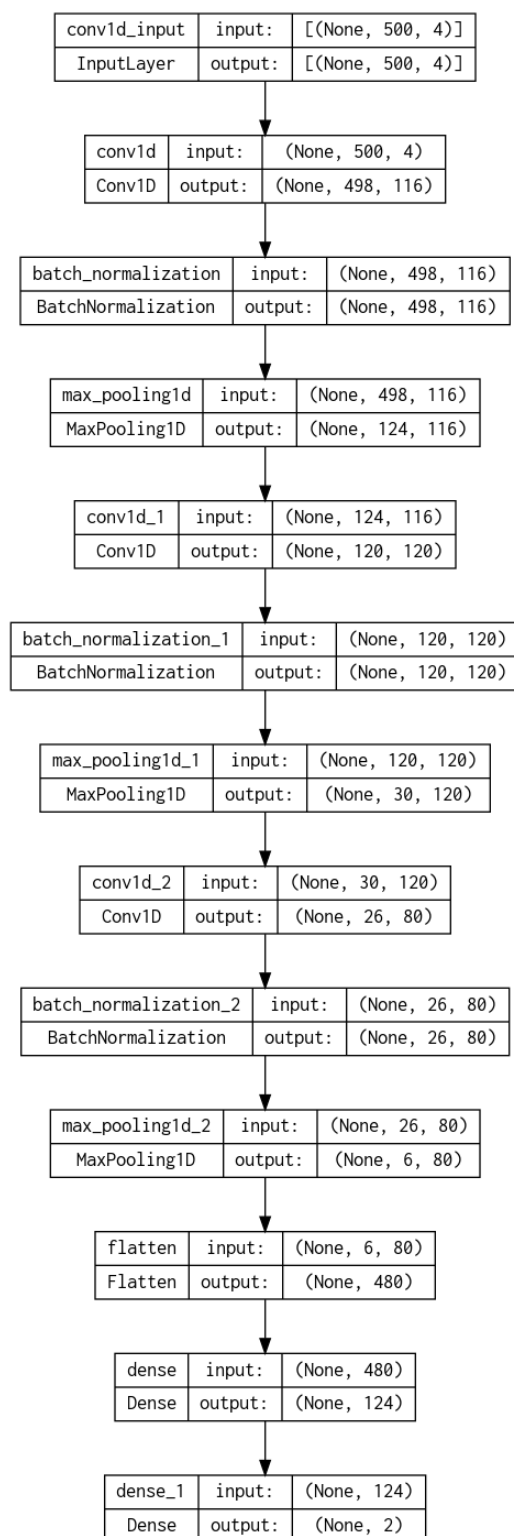 conv1d_input input: [(None, 500, 4)]
InputLayer output: [(None, 500, 4)]
conv1d input: (None, 500, 4)
Conv1D output: (None, 498, 116)
batch_normalization input: (None, 498, 116)
BatchNormalization output: (None, 498, 116)
max_pooling1d input: (None, 498, 116)
MaxPooling1D output: (None, 124, 116)
conv1d_1 input: (None, 124, 116)
Conv1D output: (None, 120, 120)
batch_normalization_1 input: (None, 120, 120)
BatchNormalization output: (None, 120, 120)
max_pooling1d_1 input: (None, 120, 120)
MaxPooling1D output: (None, 30, 120)
conv1d_2 input: (None, 30, 120)
Conv1D output: (None, 26, 80)
batch_normalization_2 input: (None, 26, 80)
BatchNormalization output: (None, 26, 80)
max_pooling1d_2 input: (None, 26, 80)
MaxPooling1D output: (None, 6, 80)
flatten input: (None, 6, 80)
Flatten output: (None, 480)
dense input: (None, 480)
Dense output: (None, 124)
dense_1 input: (None, 124)
Dense output: (None, 2)